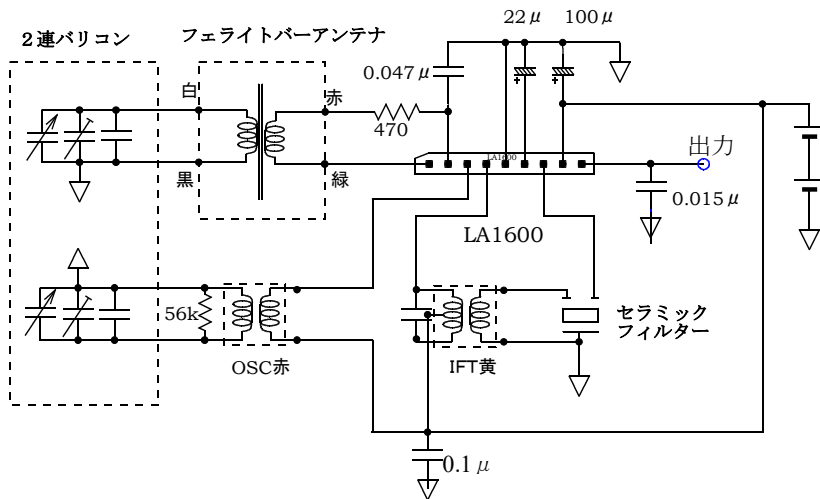 ２連バリコン
フェライトバーアンテナ
22μ
100μ
0.047μ
白
赤
470
黒
緑
LA1600
出力
0.015μ
LA1600
56k
OSC赤
IFT黄
セラミック
フィルター
0.1μ